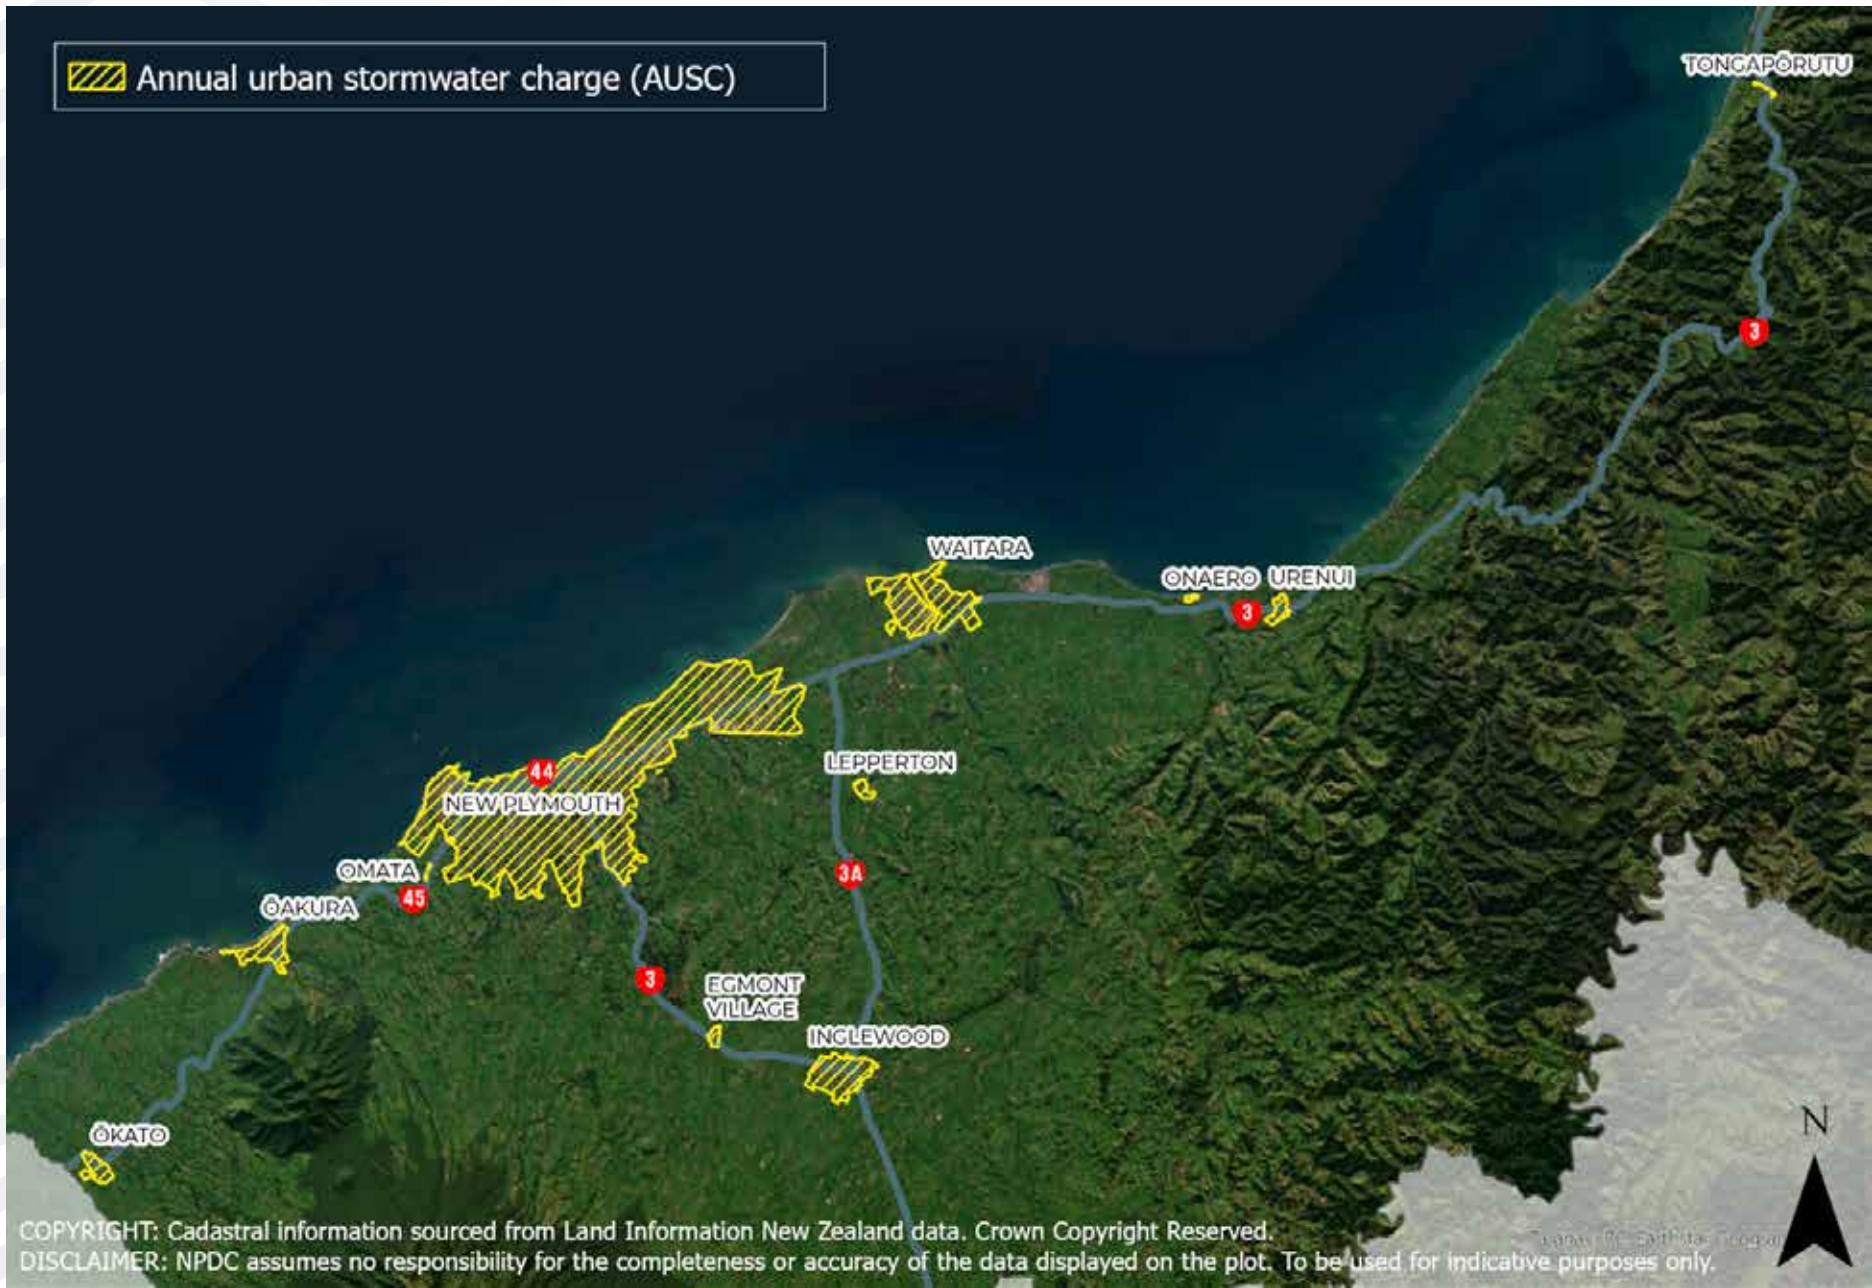 Annual urban stormwater charge (AUSC)
TONGAPŌRUTU
3
WAITARA
ONAERO
URENUI
3
LEPPERTON
44
NEW PLYMOUTH
OMATA
45
3A
ŌAKURA
3
EGMONT
VILLAGE
INGLEWOOD
ŌKATO
N
COPYRIGHT: Cadastral information sourced from Land Information New Zealand data. Crown Copyright Reserved.
DISCLAIMER: NPDC assumes no responsibility for the completeness or accuracy of the data displayed on the plot. To be used for indicative purposes only.